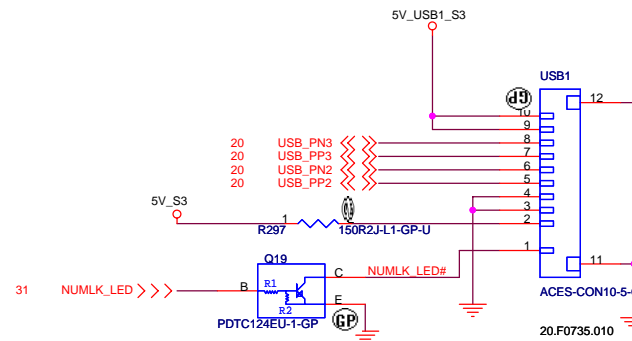 5V_USB1_S3
USB1
GP
12
10
9
20 USB_PN3 8
20 USB_PP3 7
20 USB_PN2 6
20 USB_PP2 5
4
5V_S3 3
1 2
R297 150R2J-L1-GP-U
1
Q19
C NUMLK_LED# 11
31 NUMLK_LED B R1
E ACES-CON10-5-
R2
PDTC124EU-1-GP GP
20.F0735.010